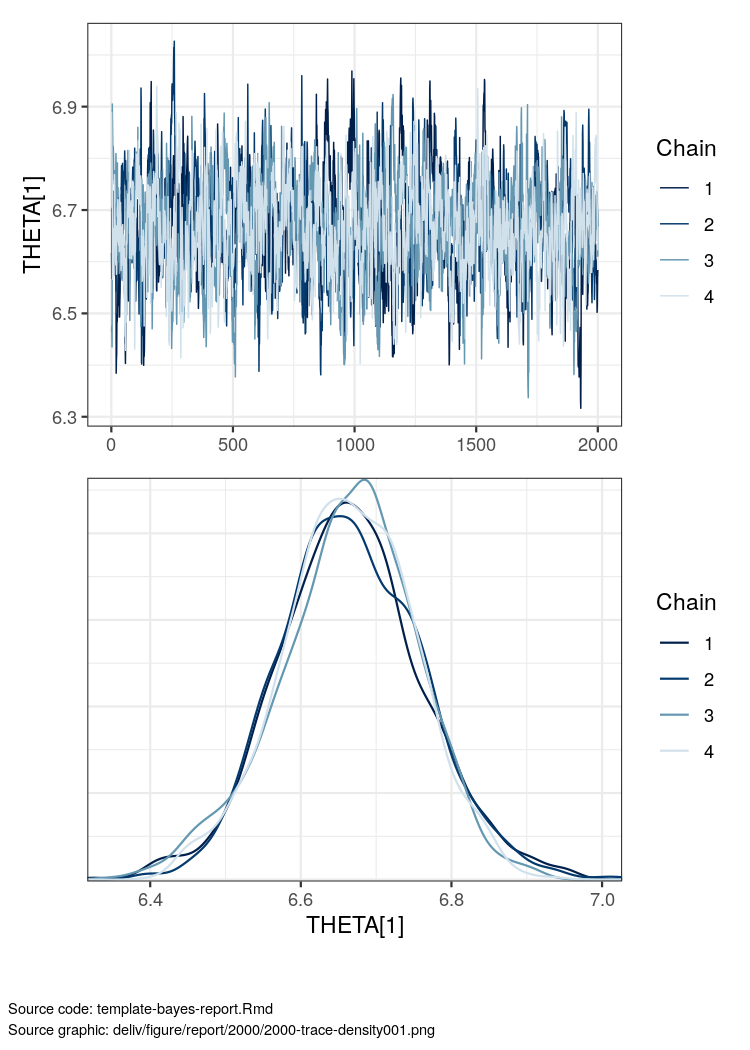 THETA[1]
6.9
6.7
6.5
6.3
0 500 1000 1500 2000
Chain
1
2
3
4
6.4 6.6 6.8 7.0
THETA[1]
Chain
1
2
3
4
Source code: template-bayes-report.Rmd
Source graphic: deliv/figure/report/2000/2000-trace-density001.png